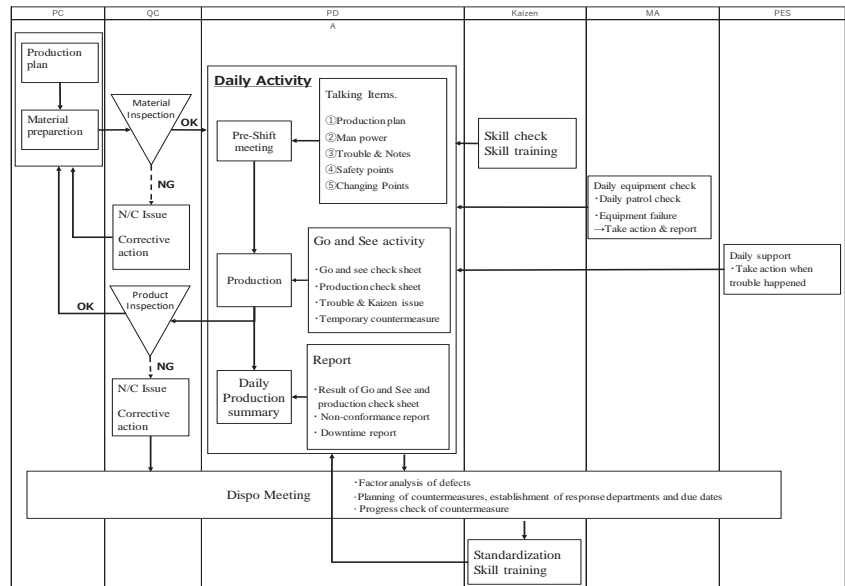 PC
QC
PD
Kaizen
MA
PES
A
Production
plan
Material
preparetion
Material
Inspection
OK
NG
N/C Issue
Corrective
action
Product
Inspection
OK
NG
N/C Issue
Corrective
action
Daily Activity
Pre-Shift
meeting
Talking Items.
①Production plan
②Man power
③Trouble & Notes
④Safety points
⑤Changing Points
Production
Go and See activity
・Go and see check sheet
・Production check sheet
・Trouble & Kaizen issue
・Temporary countermeasure
Daily
Production
summary
Report
・Result of Go and See and
production check sheet
・Non-conformance report
・Downtime report
Skill check
Skill training
Daily equipment check
・Daily patrol check
・Equipment failure
→Take action & report
Daily support
・Take action when
trouble happened
Dispo Meeting
・Factor analysis of defects
・Planning of countermeasures, establishment of response departments and due dates
・Progress check of countermeasure
Standardization
Skill training